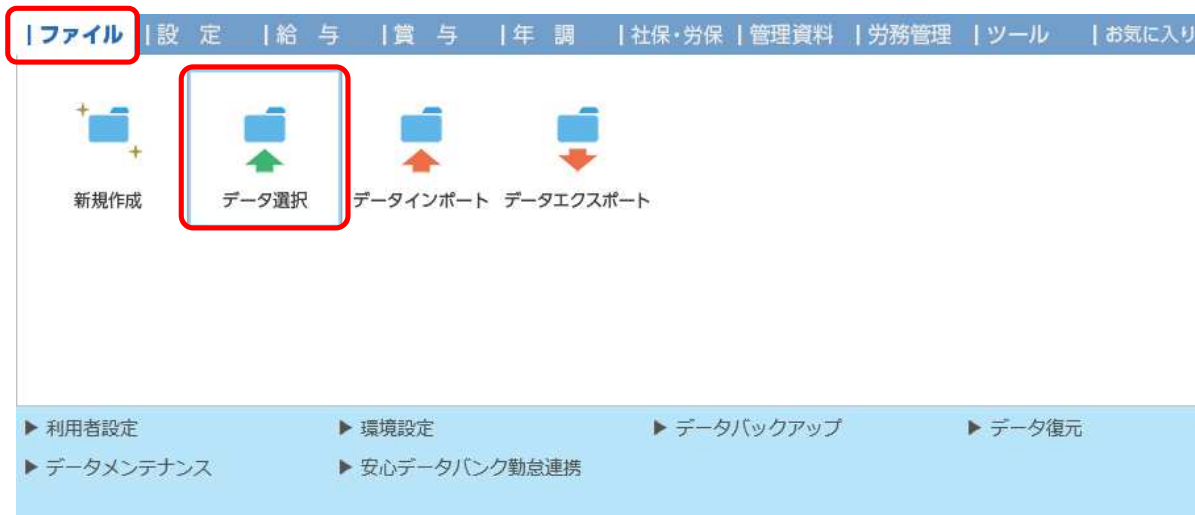 |ファイル |設 定 |給 与 |賞 与 |年 調 |社保・労保 |管理資料 |労務管理 |ツール |お気に入り
新規作成 データ選択 データインポート データエクスポート
▶ 利用者設定 ▶ 環境設定 ▶ データバックアップ ▶ データ復元
▶ データメンテナンス ▶ 安心データバンク勤怠連携